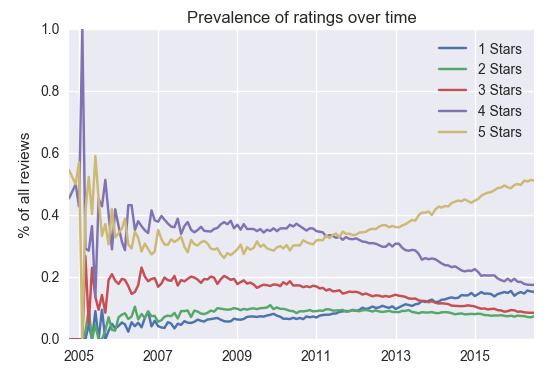 Prevalence of ratings over time
% of all reviews
1.0
0.8
0.6
0.4
0.2
0.0
1 Stars
2 Stars
3 Stars
4 Stars
5 Stars
2005 2007 2009 2011 2013 2015